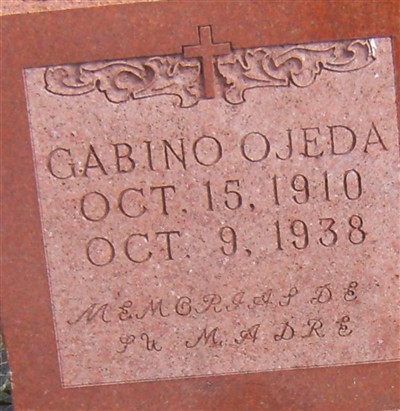 GABINO OJEDA
OCT. 15, 1910
OCT. 9, 1938
MEMORIAS DE
SU MADRE